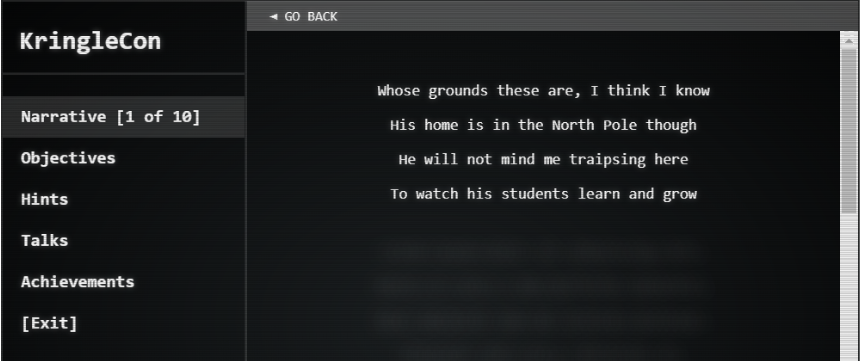 ◄ GO BACK
KringleCon
Narrative [1 of 10]
Objectives
Hints
Talks
Achievements
[Exit]
Whose grounds these are, I think I know
His home is in the North Pole though
He will not mind me traipsing here
To watch his students learn and grow